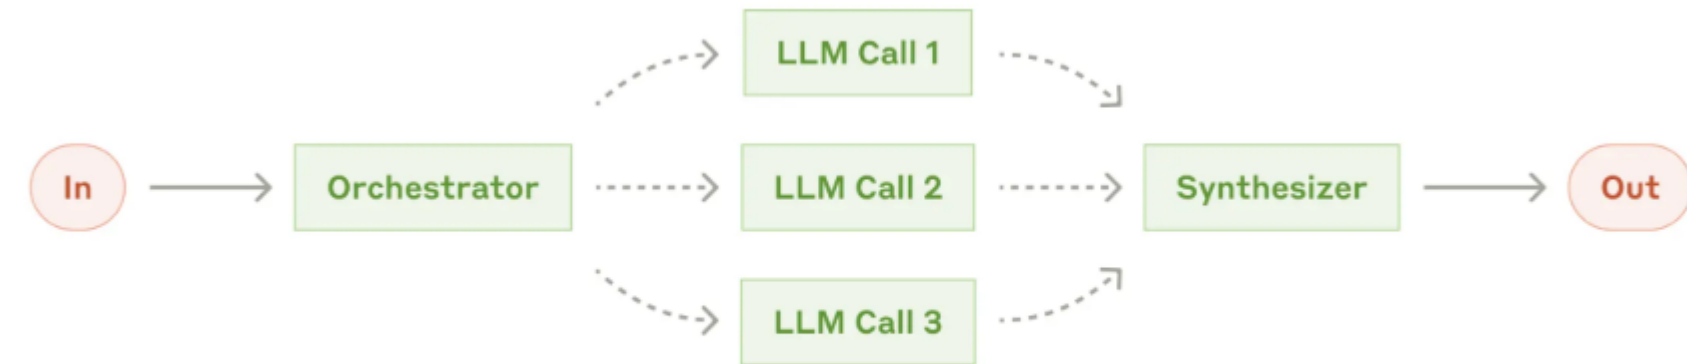 In
Orchestrator
LLM Call 1
LLM Call 2
LLM Call 3
Synthesizer
Out